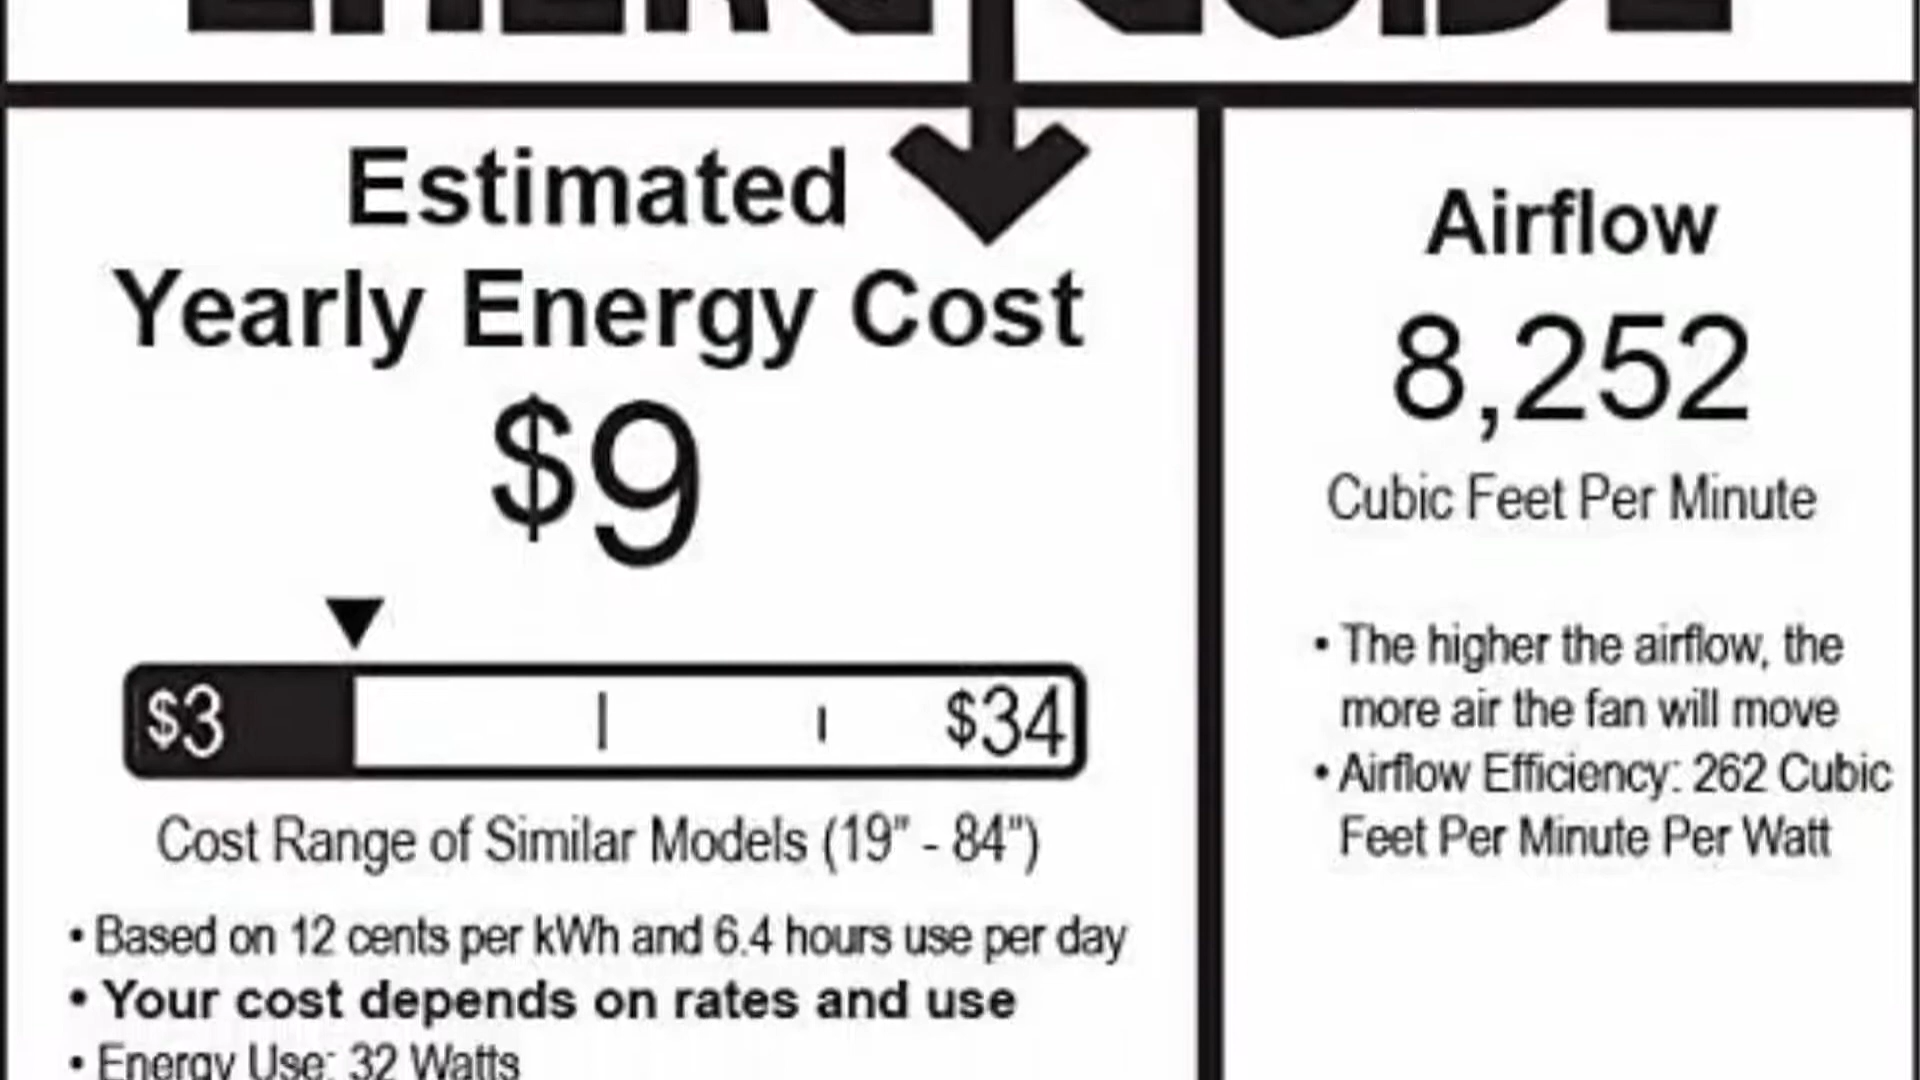 ENERG GUIDE
Estimated
Yearly Energy Cost
$9
$3 $34
Cost Range of Similar Models (19" - 84")
• Based on 12 cents per kWh and 6.4 hours use per day
• Your cost depends on rates and use
• Energy Use: 32 Watts
Airflow
8,252
Cubic Feet Per Minute
• The higher the airflow, the
more air the fan will move
• Airflow Efficiency: 262 Cubic
Feet Per Minute Per Watt